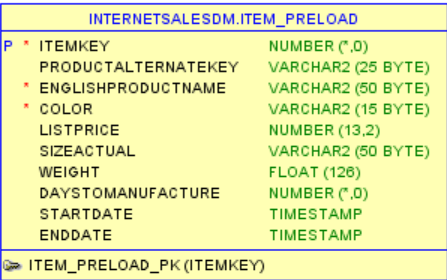 INTERNETSALESDM.ITEM_PRELOAD
P * ITEMKEY NUMBER (*,0)
PRODUCTALTERNATEKEY VARCHAR2 (25 BYTE)
* ENGLISHPRODUCTNAME VARCHAR2 (50 BYTE)
* COLOR VARCHAR2 (15 BYTE)
LISTPRICE NUMBER (13,2)
SIZEACTUAL VARCHAR2 (50 BYTE)
WEIGHT FLOAT (126)
DAYSTOMANUFACTURE NUMBER (*,0)
STARTDATE TIMESTAMP
ENDDATE TIMESTAMP
ITEM_PRELOAD_PK (ITEMKEY)